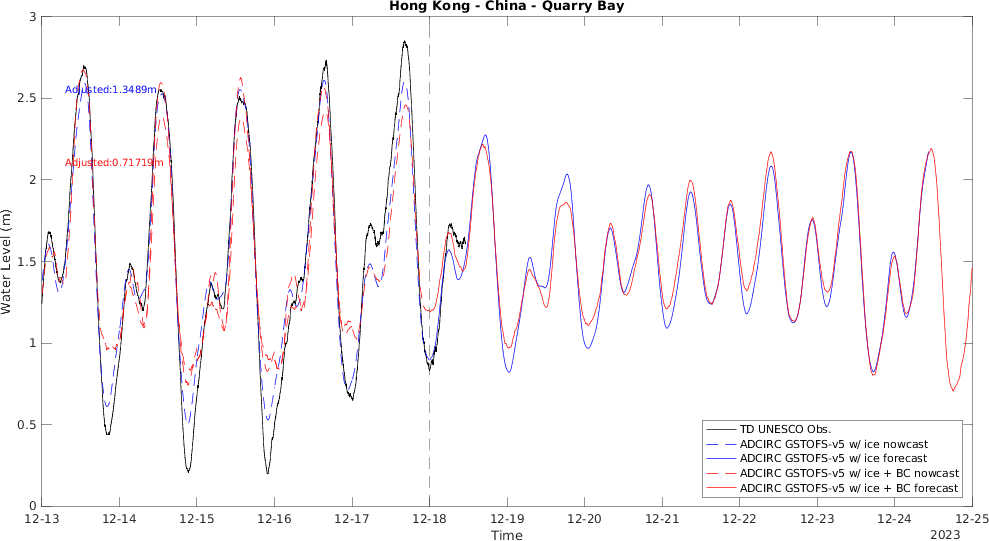 Hong Kong - China - Quarry Bay
Water Level (m)
3
2.5
2
1.5
1
0.5
0
Adjusted:1.3489m
Adjusted:0.71719m
TD UNESCO Obs.
ADCIRC GSTOFS-v5 w/ ice nowcast
ADCIRC GSTOFS-v5 w/ ice forecast
ADCIRC GSTOFS-v5 w/ ice + BC nowcast
ADCIRC GSTOFS-v5 w/ ice + BC forecast
12-13 12-14 12-15 12-16 12-17 12-18 12-19 12-20 12-21 12-22 12-23 12-24 12-25
Time
2023